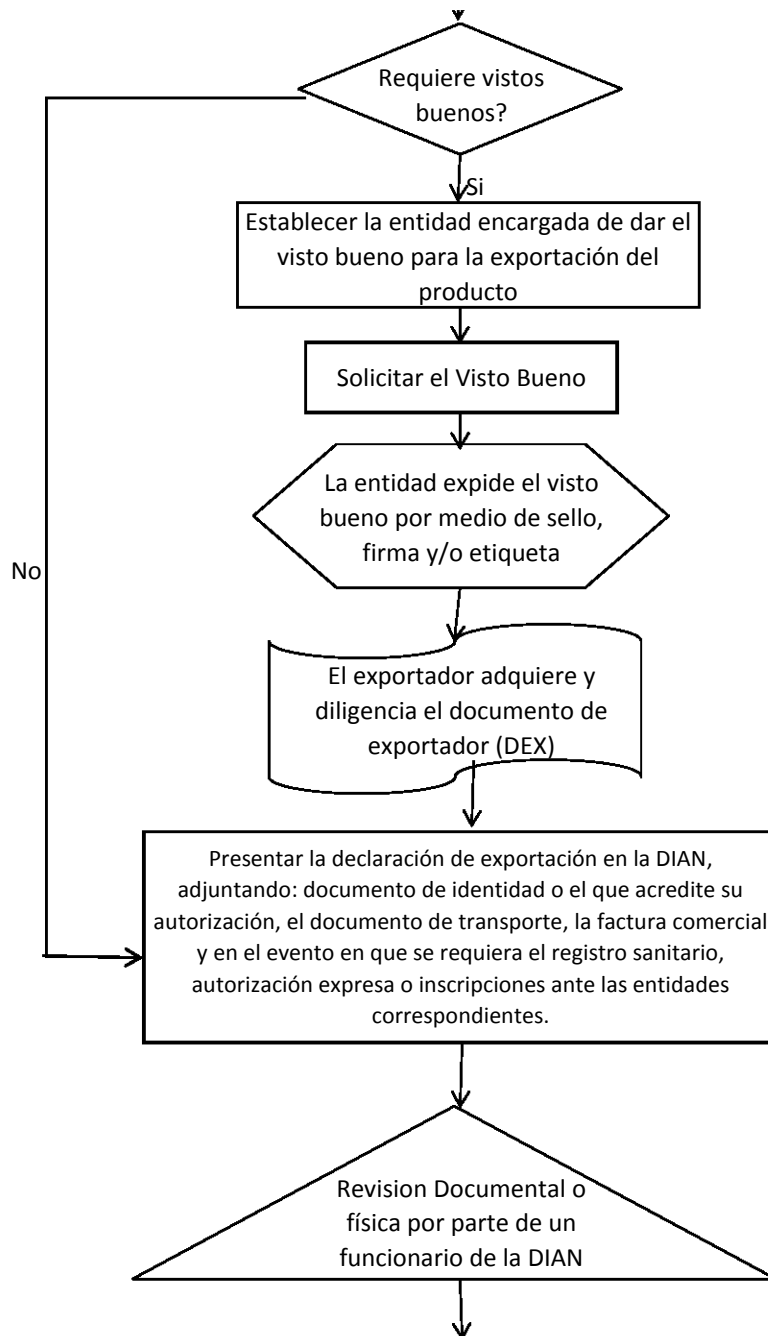 Requiere vistos
buenos?
Si
Establecer la entidad encargada de dar el
visto bueno para la exportación del
producto
Solicitar el Visto Bueno
La entidad expide el visto
bueno por medio de sello,
firma y/o etiqueta
No
El exportador adquiere y
diligencia el documento de
exportador (DEX)
Presentar la declaración de exportación en la DIAN,
adjuntando: documento de identidad o el que acredite su
autorización, el documento de transporte, la factura comercial
y en el evento en que se requiera el registro sanitario,
autorización expresa o inscripciones ante las entidades
correspondientes.
Revision Documental o
física por parte de un
funcionario de la DIAN